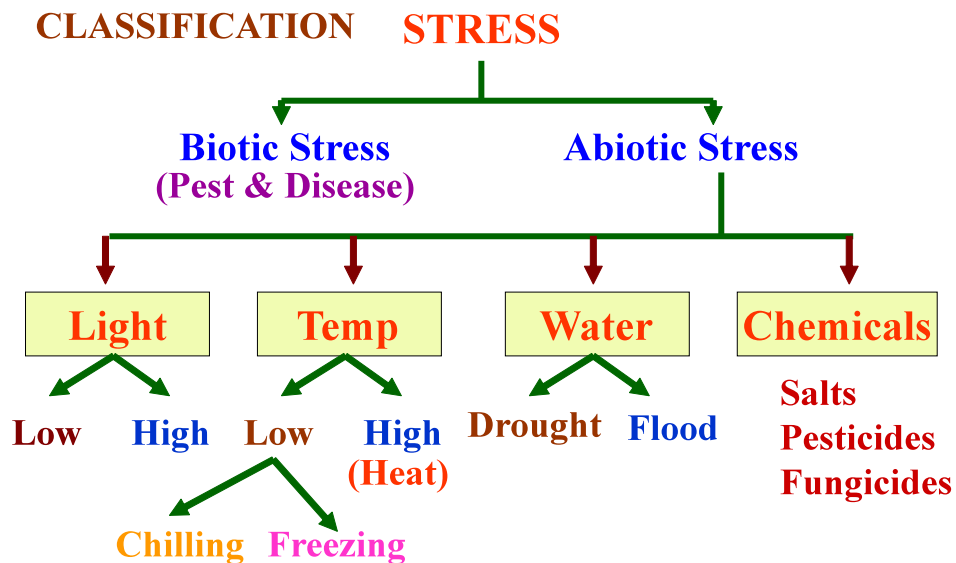 CLASSIFICATION STRESS
Biotic Stress
(Pest & Disease)
Abiotic Stress
Light
Temp
Water
Chemicals
Low
High
Low
High
(Heat)
Drought
Flood
Salts
Pesticides
Fungicides
Chilling
Freezing